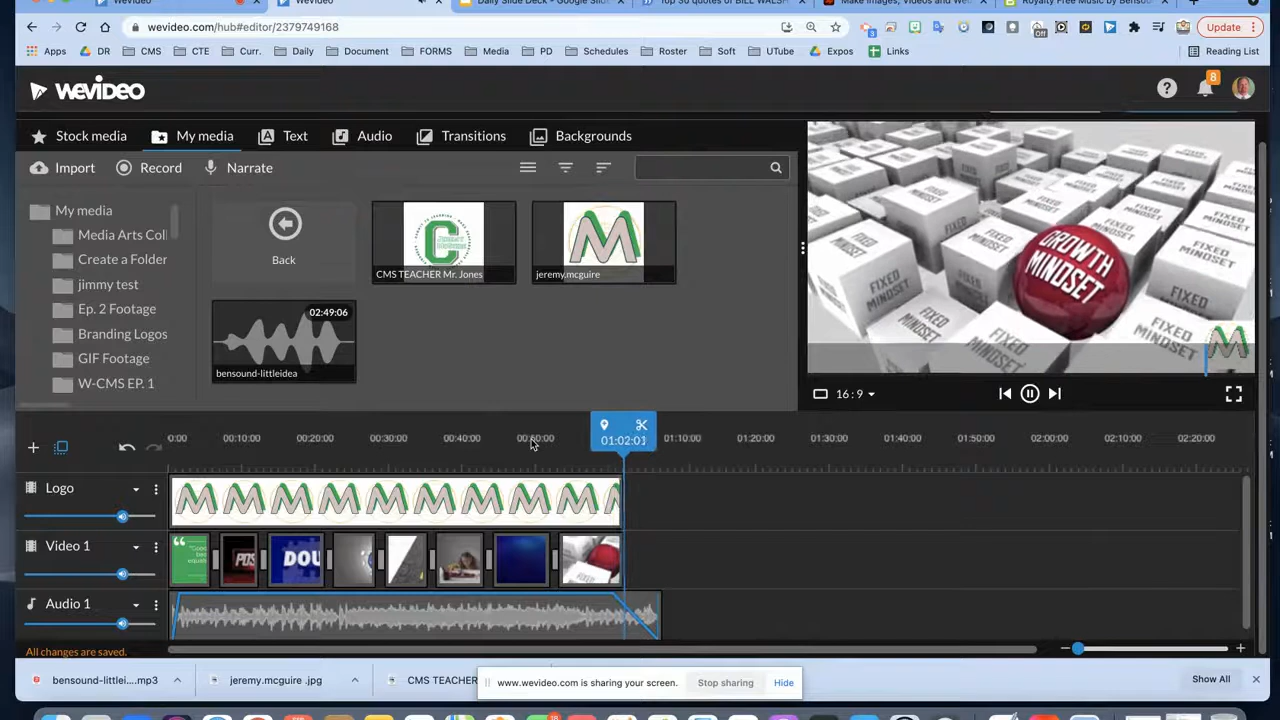 WeVideo
WeVideo
Daily Slide Deck - Google Slid
Top 30 quotes of BILL WALSH
Make Images, Videos and Web
Royalty Free Music by Bensou
wevideo.com/hub#editor/2379749168
Update
Apps
DR
CMS
CTE
Curr.
Daily
Document
FORMS
Media
PD
Schedules
Roster
Soft
UTube
Expos
Links
Reading List
WEVIDEO
?
8
Stock media
My media
Text
Audio
Transitions
Backgrounds
Import
Record
Narrate
My media
Media Arts Coll
Create a Folder
jimmy test
Ep. 2 Footage
Branding Logos
GIF Footage
W-CMS EP. 1
Back
CMS TEACHER Mr. Jones
jeremy.mcguire
02:49:06
bensound-littleidea
GROWTH MINDSET
FIXED MINDSET
16:9
0:00
00:10:00
00:20:00
00:30:00
00:40:00
00:50:00
01:02:01
01:10:00
01:20:00
01:30:00
01:40:00
01:50:00
02:00:00
02:10:00
02:20:00
Logo
Video 1
Audio 1
All changes are saved.
bensound-littlei....mp3
jeremy.mcguire .jpg
CMS TEACHER
www.wevideo.com is sharing your screen.
Stop sharing
Hide
Show All